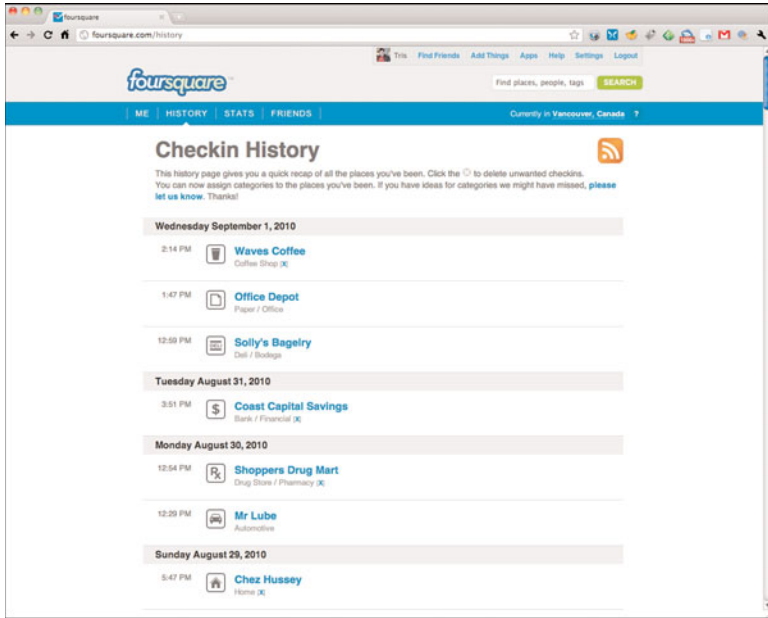 foursquare
foursquare.com/history
Tris Find Friends Add Things Apps Help Settings Logout
foursquare
Find places, people, tags SEARCH
ME HISTORY STATS FRIENDS Currently in Vancouver, Canada ?
Checkin History
This history page gives you a quick recap of all the places you've been. Click the to delete unwanted checkins.
You can now assign categories to the places you've been. If you have ideas for categories we might have missed, please
let us know. Thanks!
Wednesday September 1, 2010
2:14 PM Waves Coffee
Coffee Shop [X]
1:47 PM Office Depot
Paper / Office
12:59 PM DELI Solly's Bagelry
Deli / Bodega
Tuesday August 31, 2010
3:51 PM $ Coast Capital Savings
Bank / Financial [X]
Monday August 30, 2010
12:54 PM Rx Shoppers Drug Mart
Drug Store / Pharmacy [X]
12:29 PM Mr Lube
Automotive
Sunday August 29, 2010
5:47 PM Chez Hussey
Home [X]